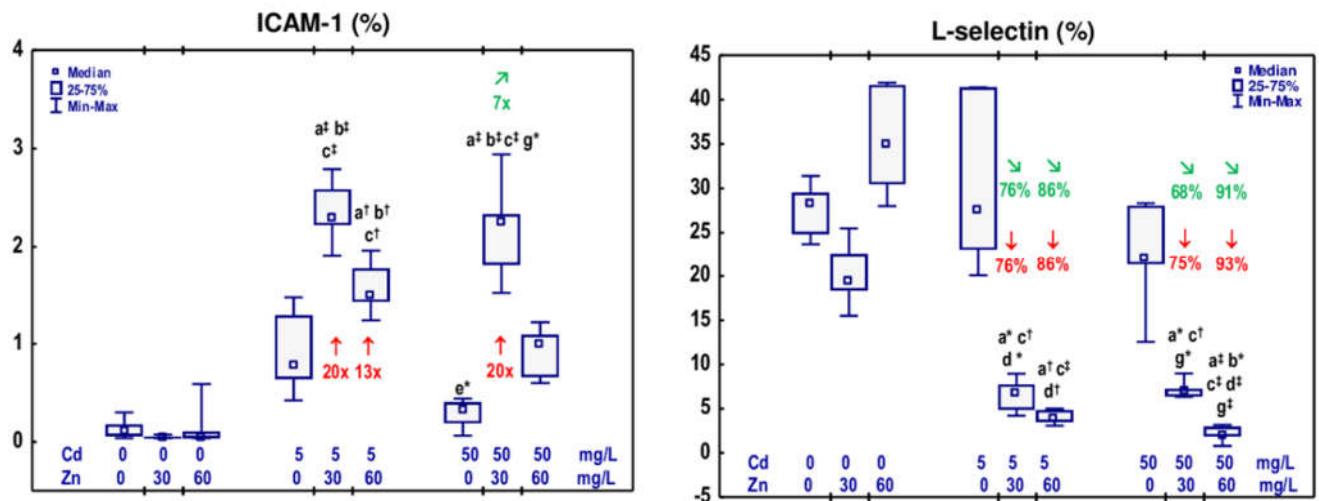 ICAM-1 (%)
4
3
2
1
0
Median
25-75%
Min-Max
a‡ b‡
c‡
a† b†
c†
↑ ↑
20x 13x
e*
↗
7x
a‡ b‡c‡ g*
↑
20x
Cd 0 0 0 5 5 5 50 50 50 mg/L
Zn 0 30 60 0 30 60 0 30 60 mg/L
L-selectin (%)
45
40
35
30
25
20
15
10
5
0
-5
Median
25-75%
Min-Max
↘ ↘
76% 86%
↓ ↓
76% 86%
a* c†
d *
a† c‡
d†
↘ ↘
68% 91%
↓ ↓
75% 93%
a* c†
g*
a‡ b*
c‡ d‡
g‡
Cd 0 0 0 5 5 5 50 50 50 mg/L
Zn 0 30 60 0 30 60 0 30 60 mg/L